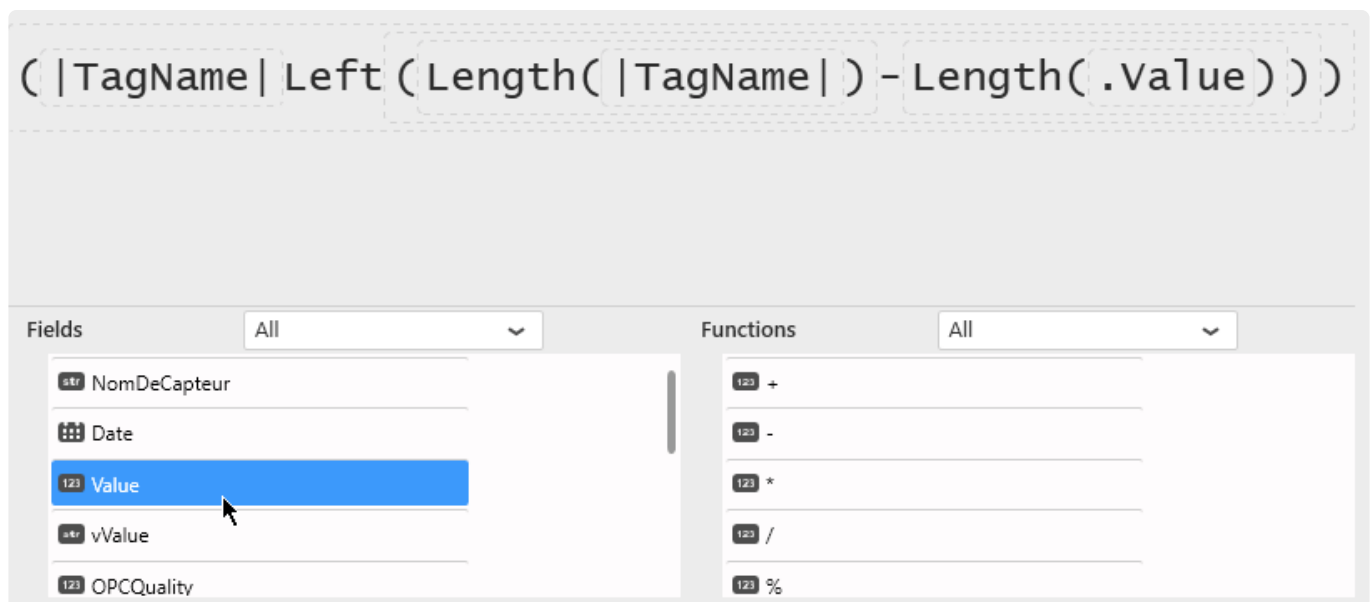 (|TagName|Left(Length(|TagName|)-Length(.Value)))
Fields All Functions All
str NomDeCapteur 123 +
Date 123 -
123 Value 123 *
str vValue 123 /
123 OPCQuality 123 %